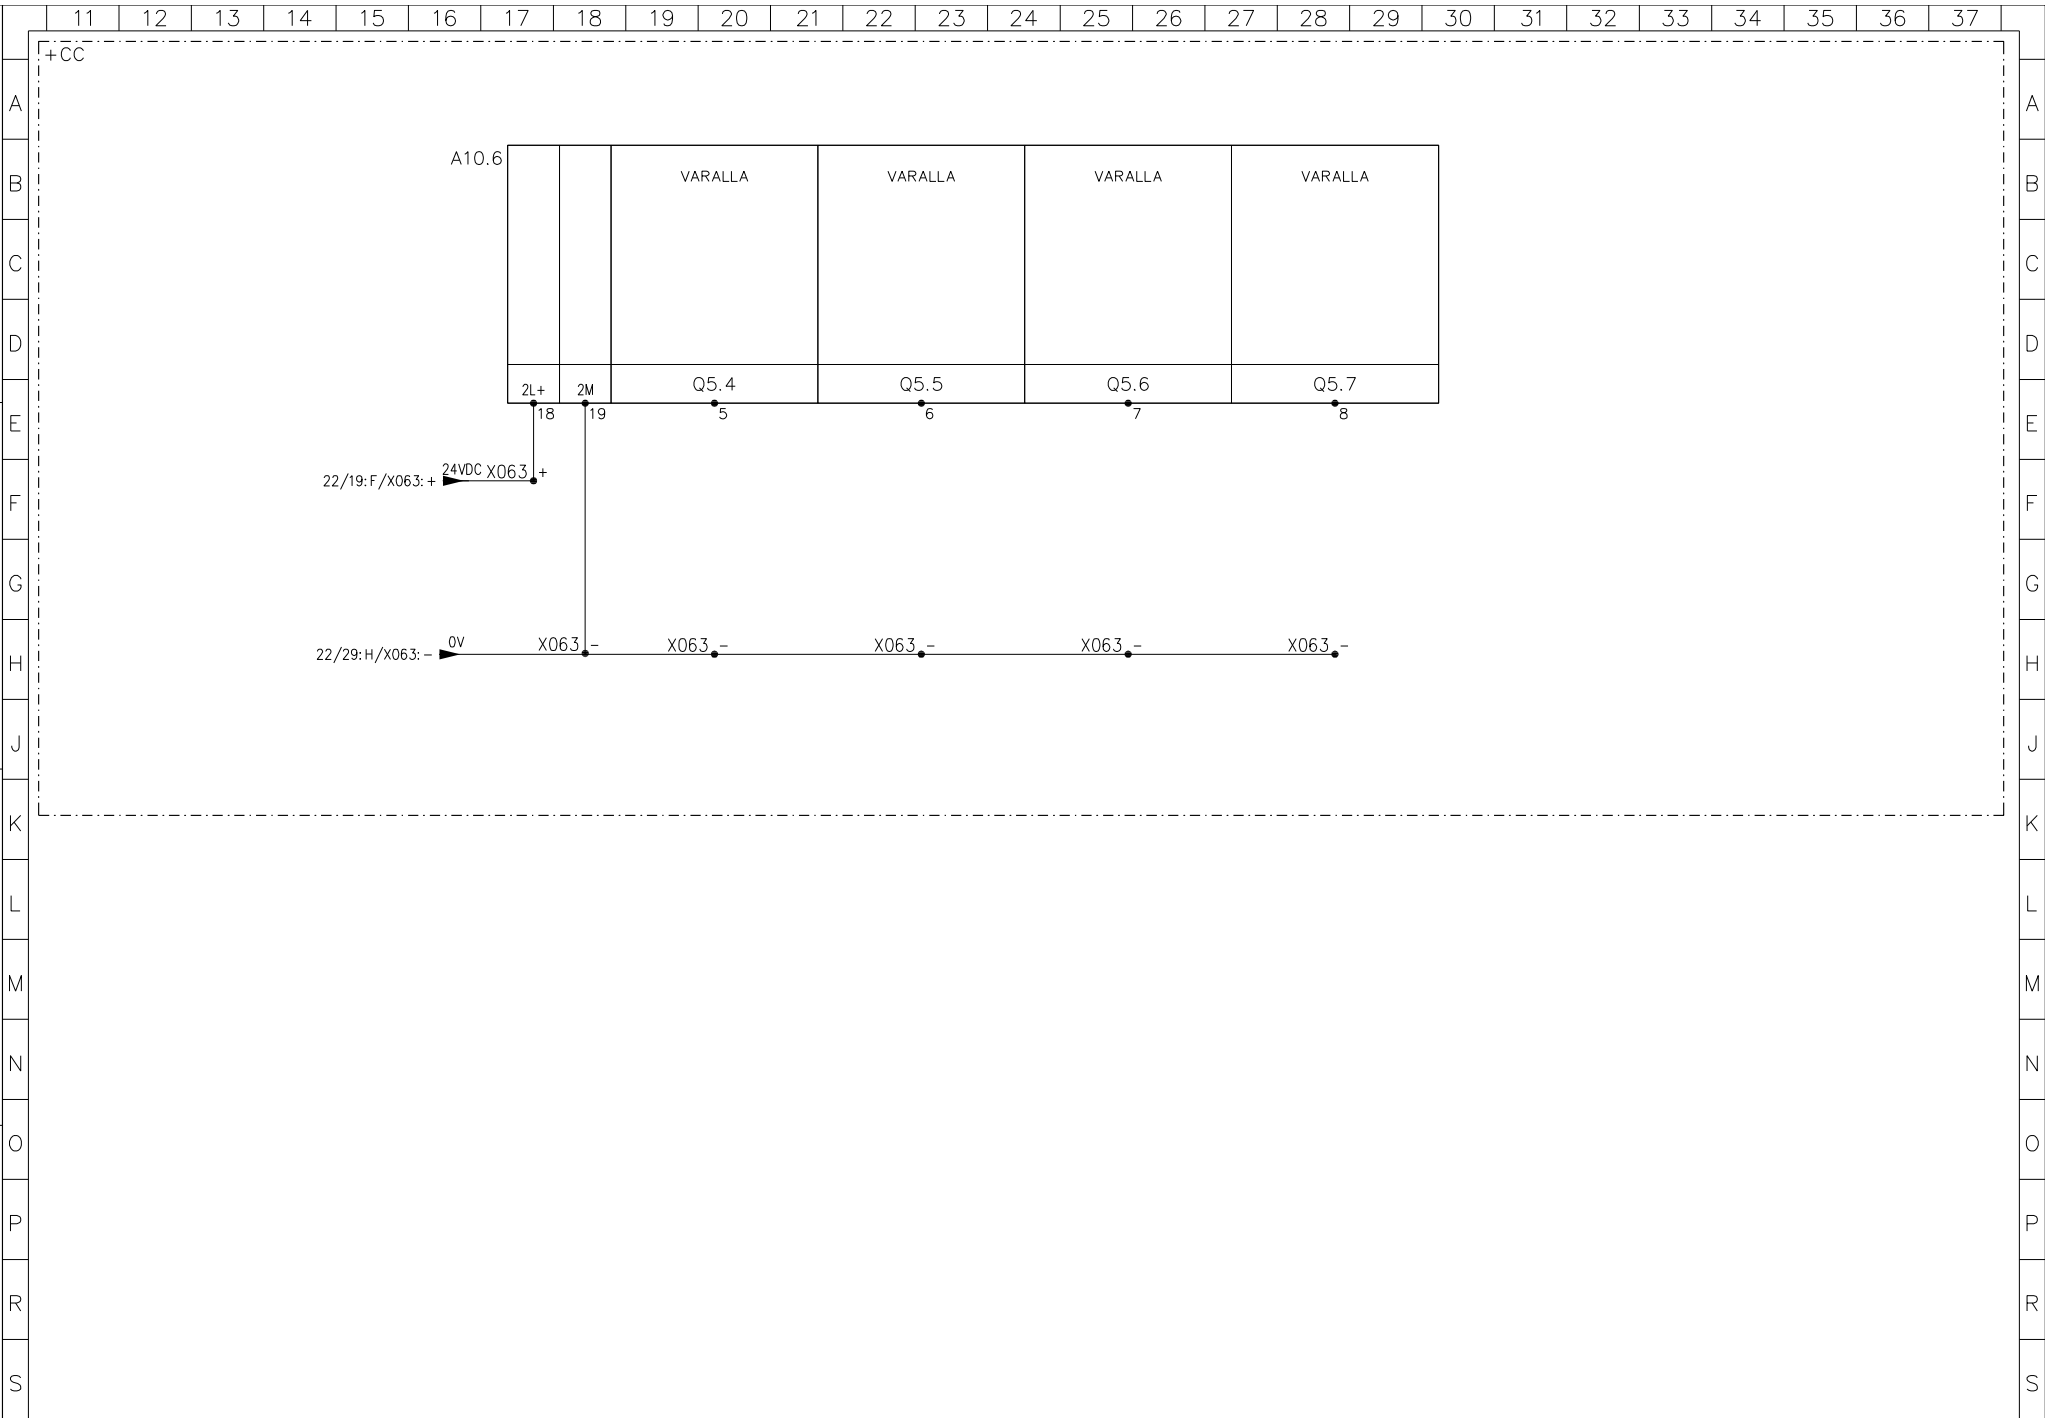 11 12 13 14 15 16 17 18 19 20 21 22 23 24 25 26 27 28 29 30 31 32 33 34 35 36 37
+CC
A A
A10.6
VARALLA VARALLA VARALLA VARALLA
B B
C C
D D
2L+ 2M Q5.4 Q5.5 Q5.6 Q5.7
18 19 5 6 7 8
E E
24VDC X063 +
22/19:F/X063:+
F F
G G
0V X063 - X063 - X063 - X063 - X063 -
22/29:H/X063:-
H H
J J
K K
L L
M M
N N
O O
P P
R R
S S